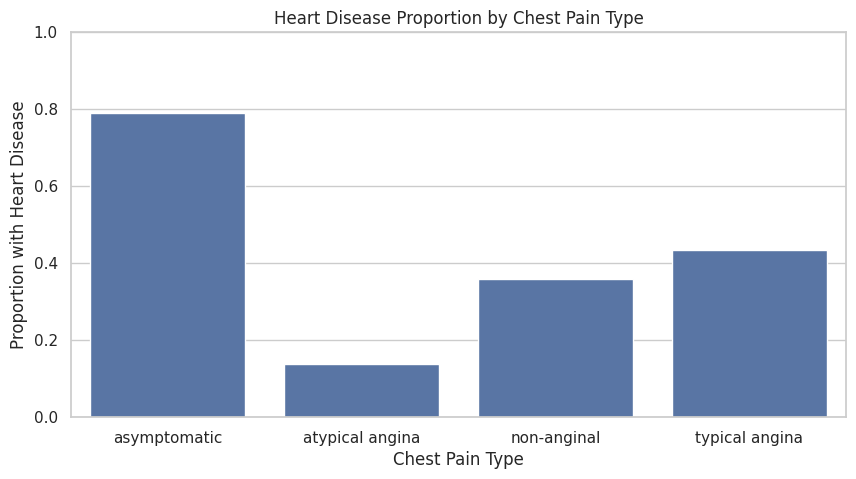 Heart Disease Proportion by Chest Pain Type
Proportion with Heart Disease
1.0
0.8
0.6
0.4
0.2
0.0
asymptomatic
atypical angina
non-anginal
typical angina
Chest Pain Type